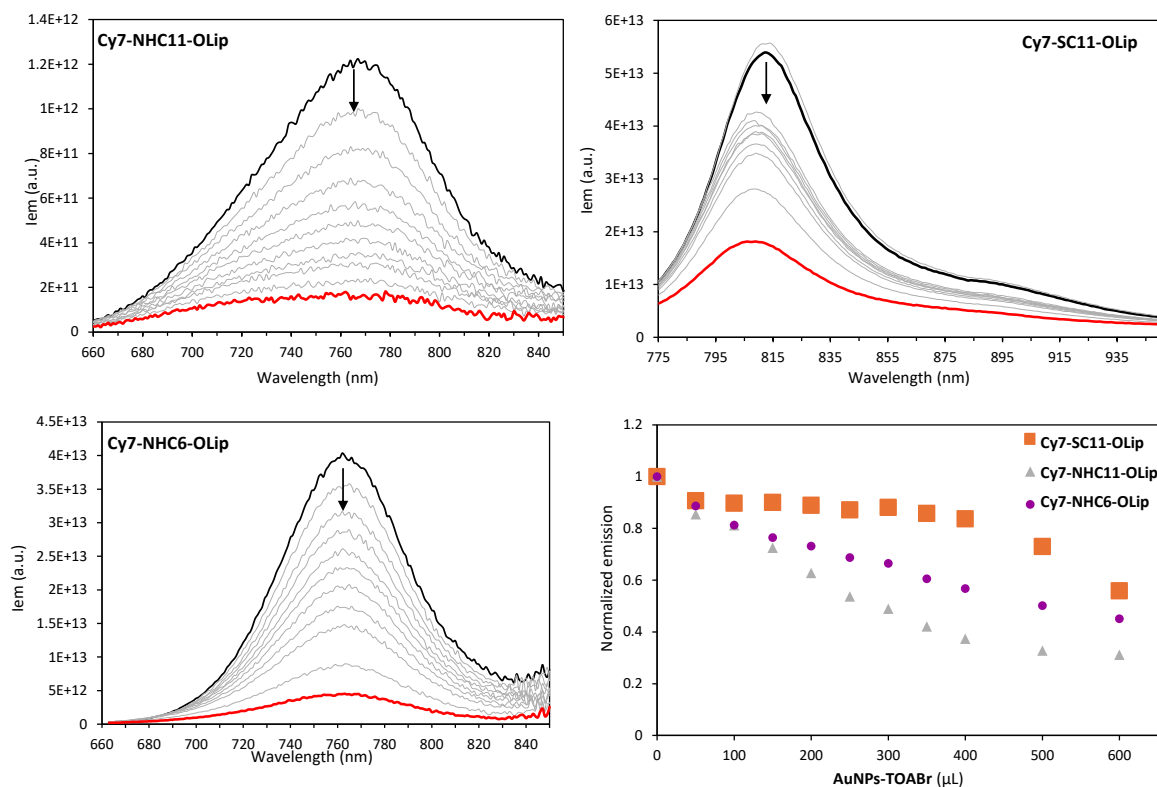 Cy7-NHC11-OLip
Iem (a.u.)
1.4E+12
1.2E+12
1E+12
8E+11
6E+11
4E+11
2E+11
0
660 680 700 720 740 760 780 800 820 840
Wavelength (nm)
Cy7-SC11-OLip
Iem (a.u.)
6E+13
5E+13
4E+13
3E+13
2E+13
1E+13
0
775 795 815 835 855 875 895 915 935
Wavelength (nm)
Cy7-NHC6-OLip
Iem (a.u.)
4.5E+13
4E+13
3.5E+13
3E+13
2.5E+13
2E+13
1.5E+13
1E+13
5E+12
0
660 680 700 720 740 760 780 800 820 840
Wavelength (nm)
Normalized emission
1.2
1
0.8
0.6
0.4
0.2
0
Cy7-SC11-OLip
Cy7-NHC11-OLip
Cy7-NHC6-OLip
0 100 200 300 400 500 600
AuNPs-TOABr (µL)